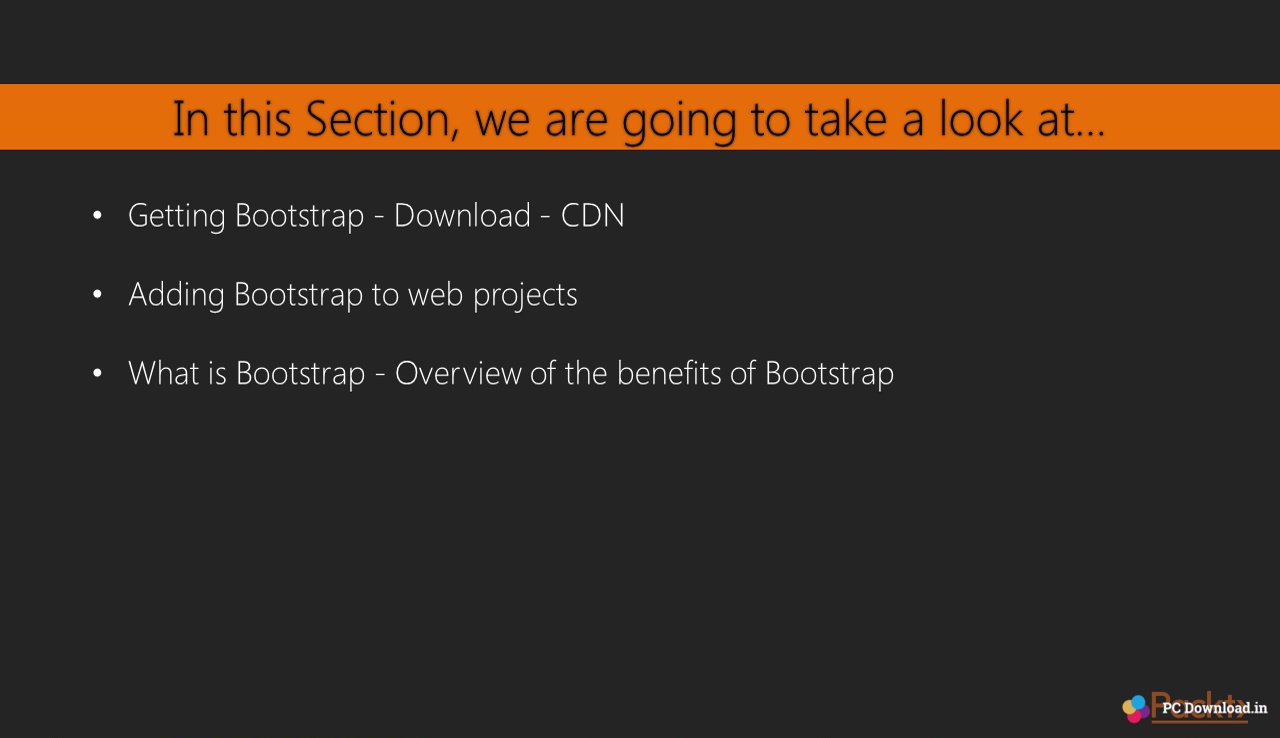 In this Section, we are going to take a look at...
• Getting Bootstrap - Download - CDN
• Adding Bootstrap to web projects
• What is Bootstrap - Overview of the benefits of Bootstrap
PC Download.in